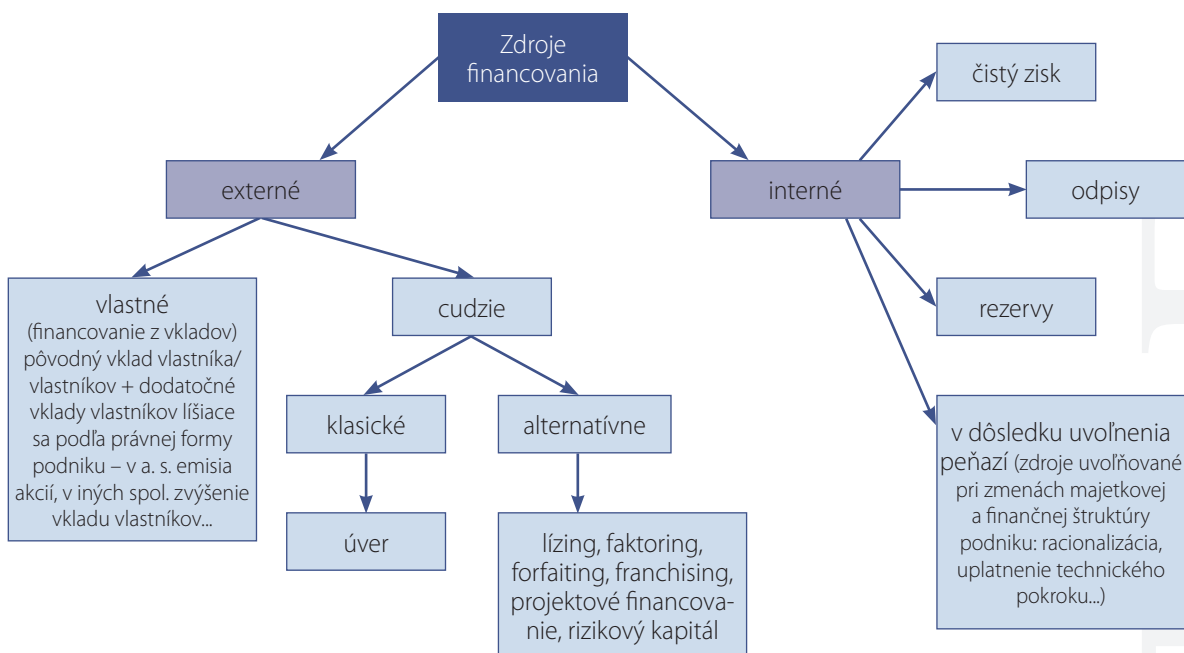 Zdroje
financovania
čistý zisk
externé
interné
odpisy
vlastné
(financovanie z vkladov)
pôvodný vklad vlastníka/
vlastníkov + dodatočné
vklady vlastníkov líšiace
sa podľa právnej formy
podniku – v a. s. emisia
akcií, v iných spol. zvýšenie
vkladu vlastníkov...
cudzie
rezervy
klasické
alternatívne
úver
lízing, faktoring,
forfaiting, franchising,
projektové financova-
nie, rizikový kapitál
v dôsledku uvoľnenia
peňazí (zdroje uvoľňované
pri zmenách majetkovej
a finančnej štruktúry
podniku: racionalizácia,
uplatnenie technického
pokroku...)